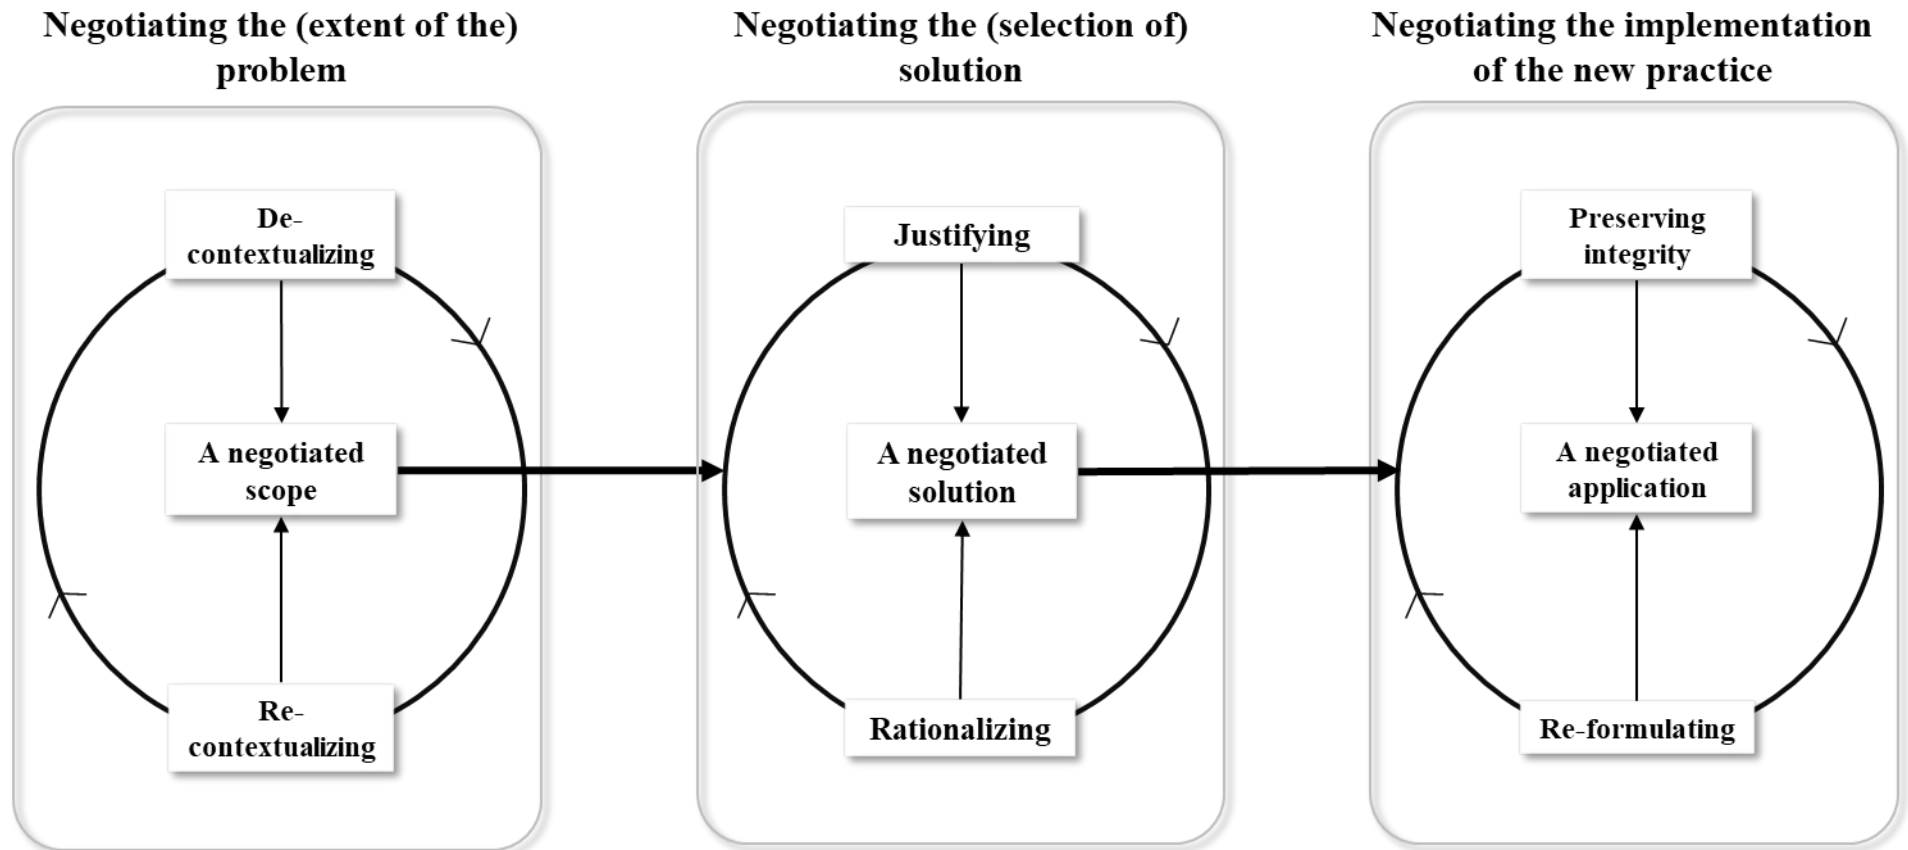 Negotiating the (extent of the)
problem
De-
contextualizing
A negotiated
scope
Re-
contextualizing
Negotiating the (selection of)
solution
Justifying
A negotiated
solution
Rationalizing
Negotiating the implementation
of the new practice
Preserving
integrity
A negotiated
application
Re-formulating